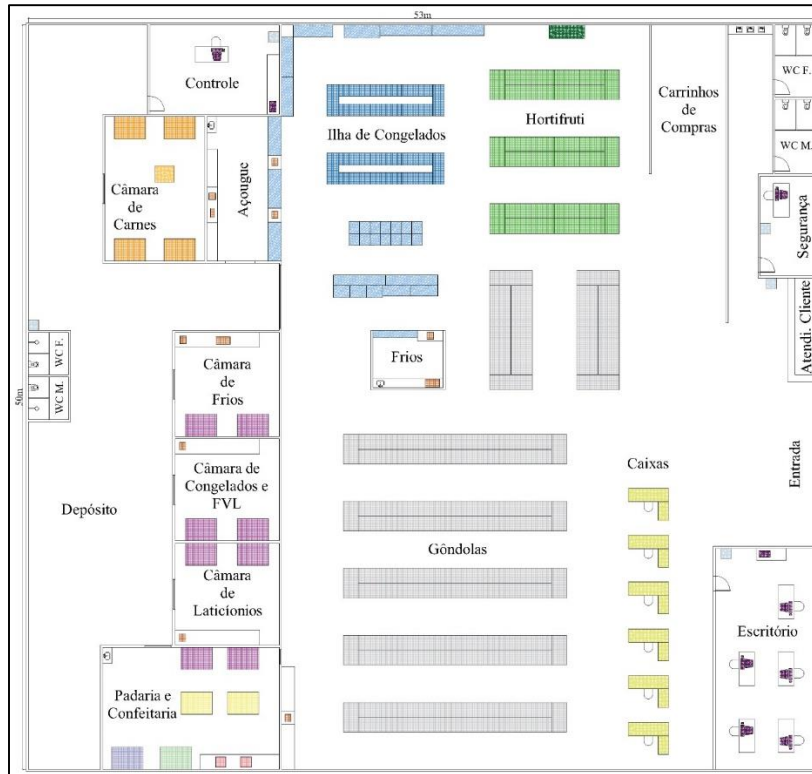 53m
50m
Controle
Ilha de Congelados
Hortifruti
Carrinhos
de
Compras
WC F.
WC M.
Câmara
de
Carnes
Açougue
Segurança
Atendi. Cliente
WC F.
WC M.
Câmara
de
Frios
Frios
Câmara de
Congelados e
FVL
Caixas
Entrada
Depósito
Gôndolas
Câmara
de
Laticíonios
Escritório
Padaria e
Confeitaria